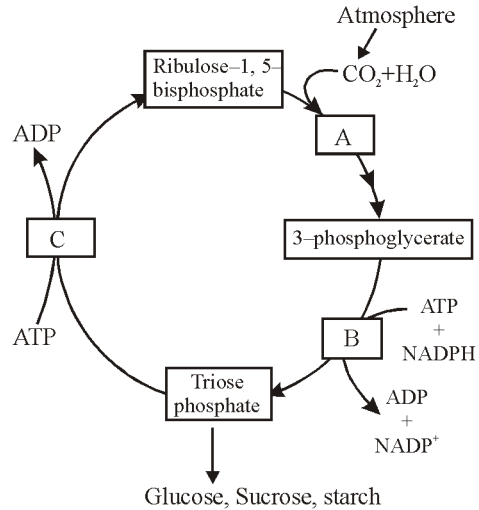 Atmosphere
Ribulose–1, 5–
bisphosphate
CO₂+H₂O
A
ADP
3–phosphoglycerate
C
ATP
B
ATP
+
NADPH
Triose
phosphate
ADP
+
NADP⁺
Glucose, Sucrose, starch